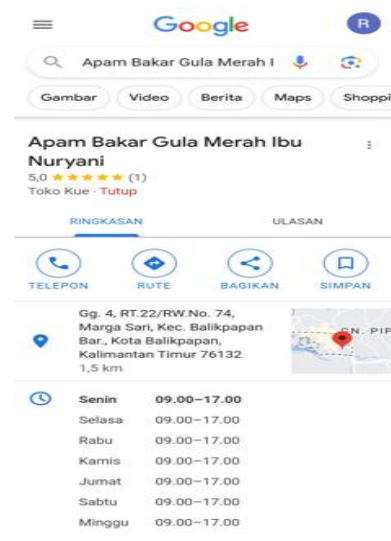 Google
R
Apam Bakar Gula Merah I
Gambar Video Berita Maps Shoppi
Apam Bakar Gula Merah Ibu
Nuryani
5,0 ★★★★★ (1)
Toko Kue · Tutup
RINGKASAN ULASAN
TELEPON RUTE BAGIKAN SIMPAN
Gg. 4, RT.22/RW.No. 74,
Marga Sari, Kec. Balikpapan
Bar., Kota Balikpapan,
Kalimantan Timur 76132
1,5 km
GN. PIP
Senin 09.00–17.00
Selasa 09.00–17.00
Rabu 09.00–17.00
Kamis 09.00–17.00
Jumat 09.00–17.00
Sabtu 09.00–17.00
Minggu 09.00–17.00